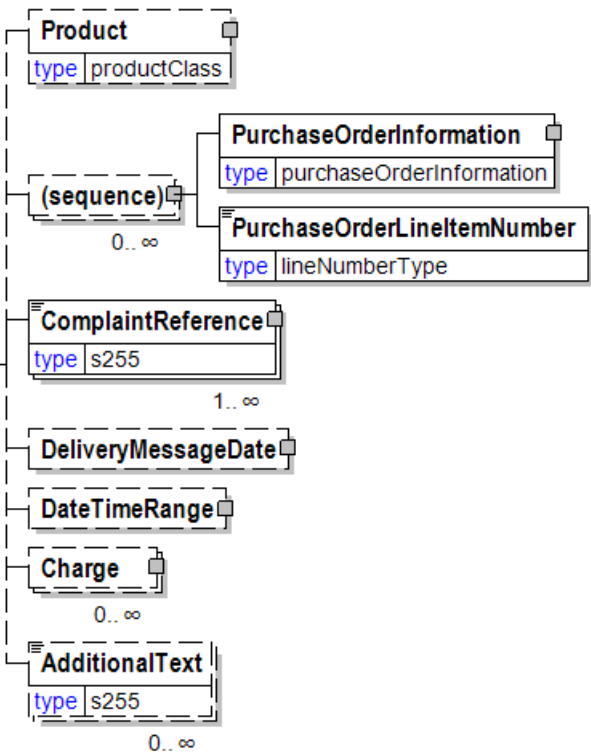 Product
type productClass
(sequence)
0.. ∞
PurchaseOrderInformation
type purchaseOrderInformation
PurchaseOrderLineItemNumber
type lineNumberType
ComplaintReference
type s255
1.. ∞
DeliveryMessageDate
DateTimeRange
Charge
0.. ∞
AdditionalText
type s255
0.. ∞